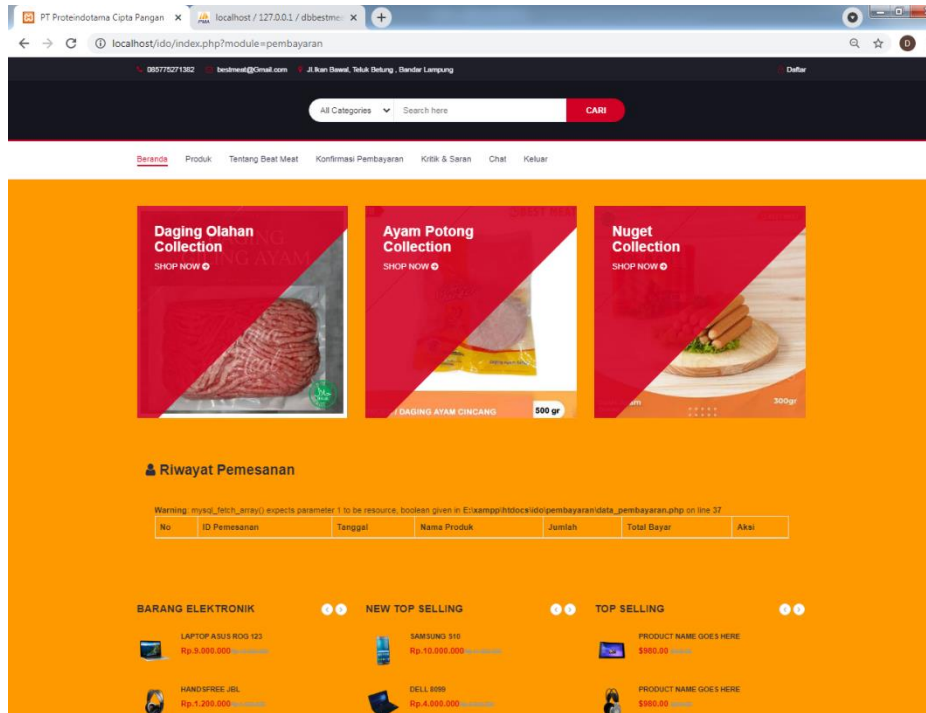 PT Proteindotama Cipta Pangan
localhost / 127.0.0.1 / dbbestme
localhost/ido/index.php?module=pembayaran
D
085775271382 bestmeat@Gmail.com Jl.Ikan Bawal, Teluk Betung , Bandar Lampung Daftar
All Categories Search here CARI
Beranda Produk Tentang Beat Meat Konfirmasi Pembayaran Kritik & Saran Chat Keluar
Daging Olahan
Collection
SHOP NOW
Ayam Potong
Collection
SHOP NOW
DAGING AYAM CINCANG
500 gr
Nuget
Collection
SHOP NOW
300gr
Riwayat Pemesanan
Warning: mysql_fetch_array() expects parameter 1 to be resource, boolean given in E:\xampp\htdocs\ido\pembayaran\data_pembayaran.php on line 37
No ID Pemesanan Tanggal Nama Produk Jumlah Total Bayar Aksi
BARANG ELEKTRONIK
LAPTOP ASUS ROG 123
Rp.9.000.000
HANDSFREE JBL
Rp.1.200.000
NEW TOP SELLING
SAMSUNG S10
Rp.10.000.000
DELL 8099
Rp.4.000.000
TOP SELLING
PRODUCT NAME GOES HERE
$980.00
PRODUCT NAME GOES HERE
$980.00